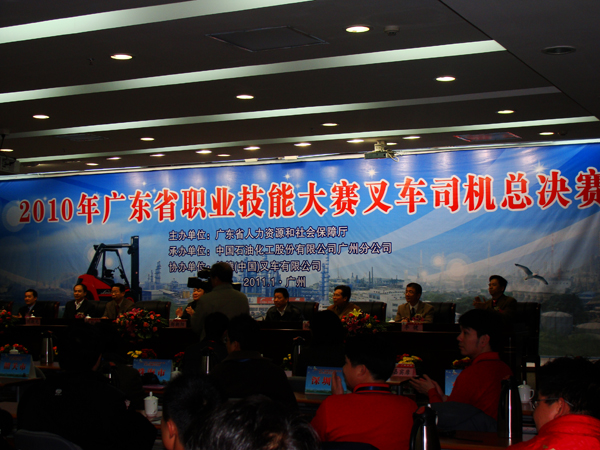 2010年广东省职业技能大赛叉车司机总决赛
主办单位：广东省人力资源和社会保障厅
承办单位：中国石油化工股份有限公司广州分公司
协办单位： (中国)叉车有限公司
2011.1·广州